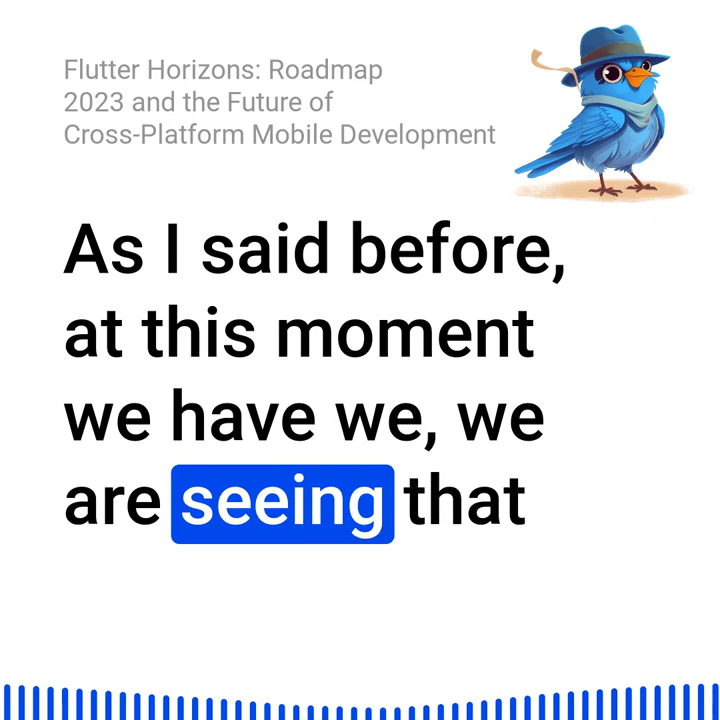 Flutter Horizons: Roadmap
2023 and the Future of
Cross-Platform Mobile Development
As I said before,
at this moment
we have we, we
are seeing that